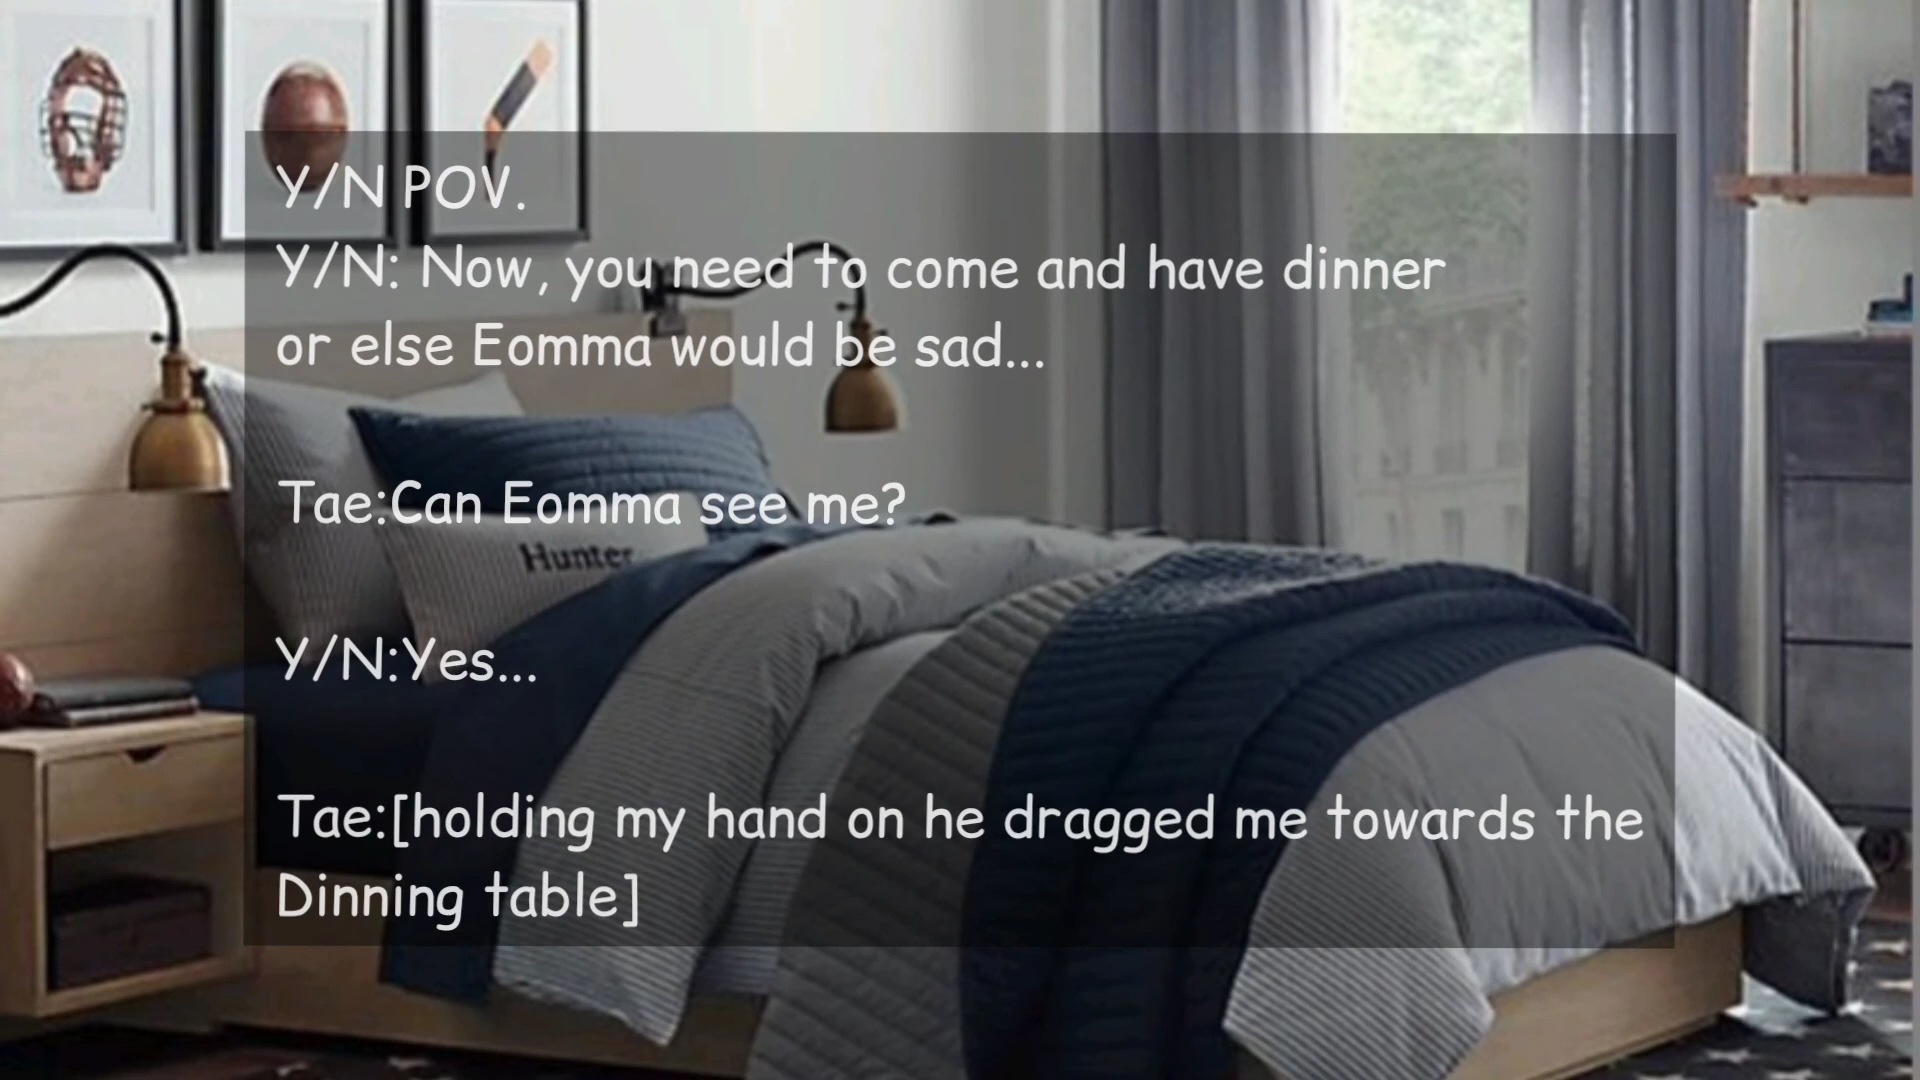 Y/N POV.
Y/N: Now, you need to come and have dinner
or else Eomma would be sad...
Tae:Can Eomma see me?
Hunter
Y/N:Yes...
Tae:[holding my hand on he dragged me towards the
Dinning table]